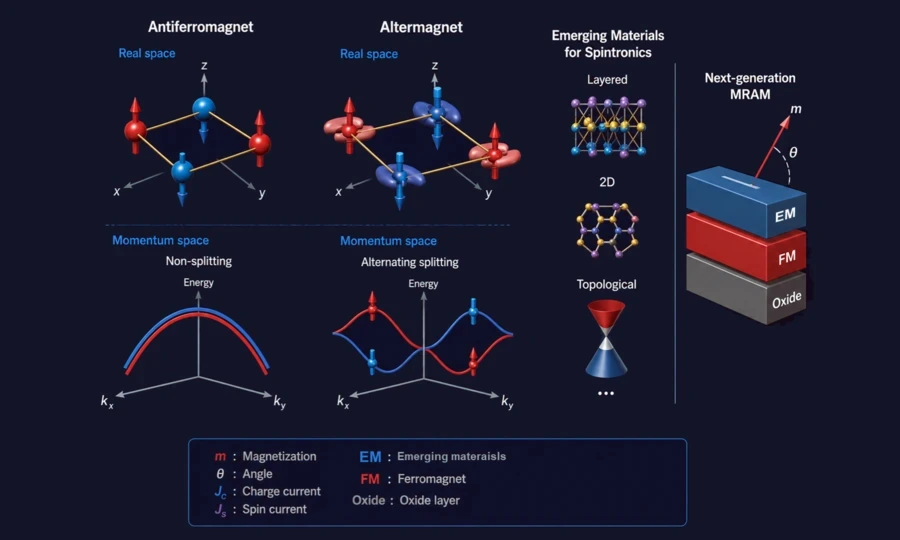 Antiferromagnet
Real space
z
x
y
Momentum space
Non-splitting
Energy
kx
ky
Altermagnet
Real space
z
x
y
Momentum space
Alternating splitting
Energy
kx
ky
Emerging Materials
for Spintronics
Layered
2D
Topological
...
Next-generation
MRAM
m
θ
EM
FM
Oxide
m : Magnetization
θ : Angle
Jc : Charge current
Js : Spin current
EM : Emerging materaisls
FM : Ferromagnet
Oxide : Oxide layer